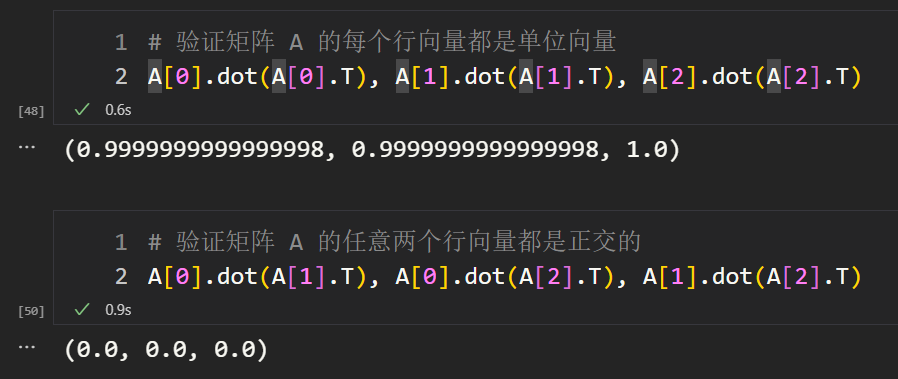 1 # 验证矩阵 A 的每个行向量都是单位向量
2 A[0].dot(A[0].T), A[1].dot(A[1].T), A[2].dot(A[2].T)
[48] ✓ 0.6s
... (0.9999999999999998, 0.9999999999999998, 1.0)
1 # 验证矩阵 A 的任意两个行向量都是正交的
2 A[0].dot(A[1].T), A[0].dot(A[2].T), A[1].dot(A[2].T)
[50] ✓ 0.9s
... (0.0, 0.0, 0.0)